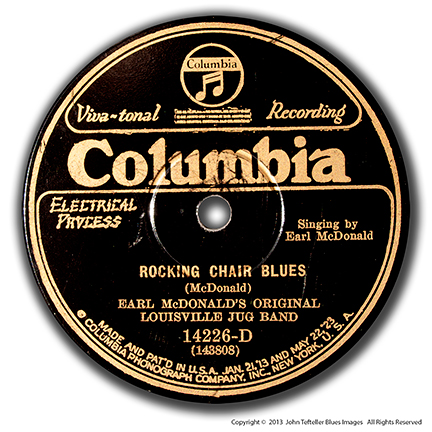 Columbia
Viva-tonal Recording
Columbia
ELECTRICAL
PROCESS
Singing by
Earl McDonald
ROCKING CHAIR BLUES
(McDonald)
EARL McDONALD'S ORIGINAL
LOUISVILLE JUG BAND
14226-D
(143808)
MADE AND PAT'D IN U.S.A. JAN. 21,'13 AND MAY 22,'23
COLUMBIA PHONOGRAPH COMPANY, INC. NEW YORK, U.S.A.
Copyright © 2013 John Tefteller Blues Images All Rights Reserved